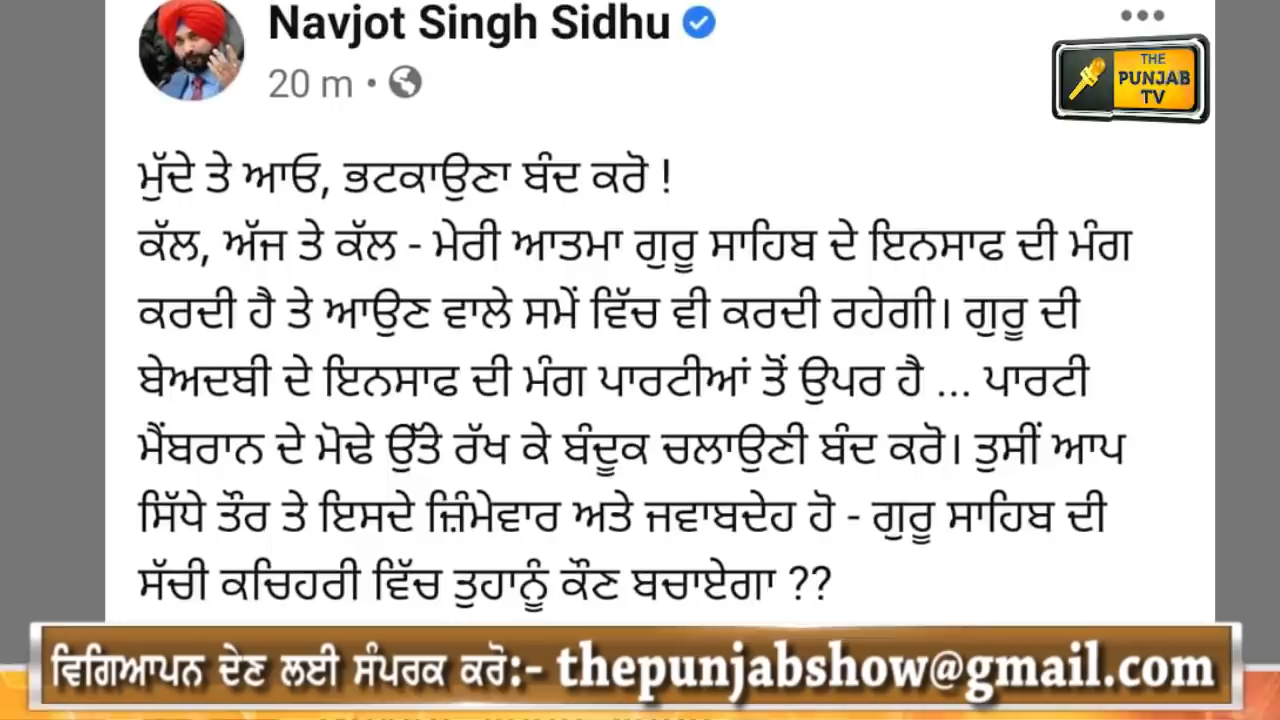 Navjot Singh Sidhu
20 m •
THE
PUNJAB
TV
ਮੁੱਦੇ ਤੇ ਆਓ, ਭਟਕਾਉਣਾ ਬੰਦ ਕਰੋ !
ਕੱਲ, ਅੱਜ ਤੇ ਕੱਲ - ਮੇਰੀ ਆਤਮਾ ਗੁਰੂ ਸਾਹਿਬ ਦੇ ਇਨਸਾਫ ਦੀ ਮੰਗ
ਕਰਦੀ ਹੈ ਤੇ ਆਉਣ ਵਾਲੇ ਸਮੇਂ ਵਿੱਚ ਵੀ ਕਰਦੀ ਰਹੇਗੀ। ਗੁਰੂ ਦੀ
ਬੇਅਦਬੀ ਦੇ ਇਨਸਾਫ ਦੀ ਮੰਗ ਪਾਰਟੀਆਂ ਤੋਂ ਉਪਰ ਹੈ ... ਪਾਰਟੀ
ਮੈਂਬਰਾਨ ਦੇ ਮੋਢੇ ਉੱਤੇ ਰੱਖ ਕੇ ਬੰਦੂਕ ਚਲਾਉਣੀ ਬੰਦ ਕਰੋ। ਤੁਸੀਂ ਆਪ
ਸਿੱਧੇ ਤੌਰ ਤੇ ਇਸਦੇ ਜ਼ਿੰਮੇਵਾਰ ਅਤੇ ਜਵਾਬਦੇਹ ਹੋ - ਗੁਰੂ ਸਾਹਿਬ ਦੀ
ਸੱਚੀ ਕਚਿਹਰੀ ਵਿੱਚ ਤੁਹਾਨੂੰ ਕੌਣ ਬਚਾਏਗਾ ??
ਵਿਗਿਆਪਨ ਦੇਣ ਲਈ ਸੰਪਰਕ ਕਰੋ:- thepunjabshow@gmail.com